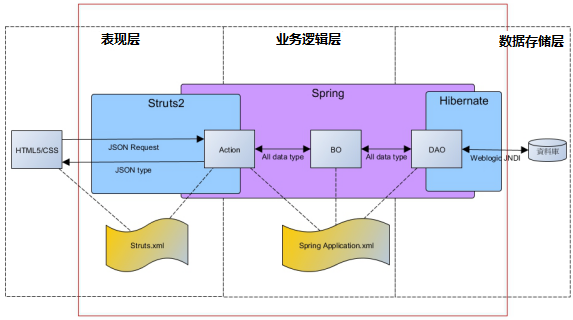 表现层
业务逻辑层
数据存储层
Struts2
Spring
Hibernate
HTML5/CSS
JSON Request
JSON type
Action
All data type
BO
All data type
DAO
Weblogic JNDI
資料庫
Struts.xml
Spring Application.xml